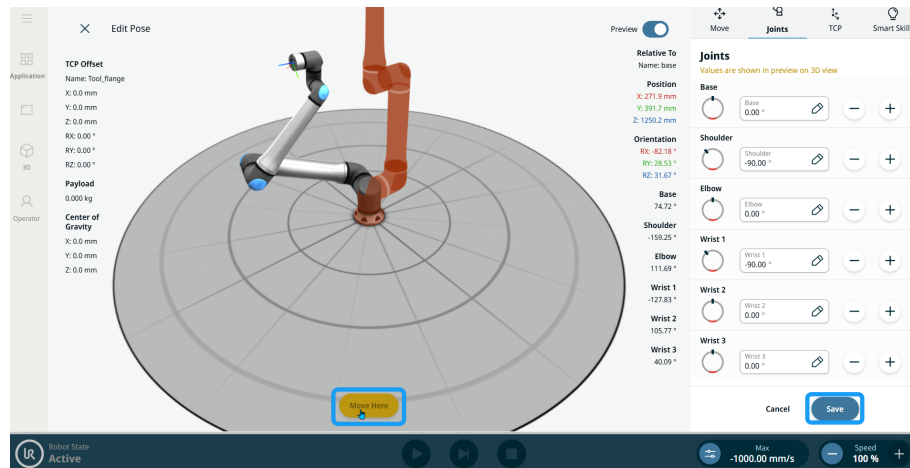 Edit Pose
Preview
Move
Joints
TCP
Smart Skill
Application
3D
Operator
TCP Offset
Name: Tool_flange
X: 0.0 mm
Y: 0.0 mm
Z: 0.0 mm
RX: 0.00 °
RY: 0.00 °
RZ: 0.00 °
Payload
0.000 kg
Center of
Gravity
X: 0.0 mm
Y: 0.0 mm
Z: 0.0 mm
Relative To
Name: base
Position
X: 271.9 mm
Y: 391.7 mm
Z: 1250.2 mm
Orientation
RX: -82.18 °
RY: 28.53 °
RZ: 31.67 °
Base
74.72 °
Shoulder
-159.25 °
Elbow
111.69 °
Wrist 1
-127.83 °
Wrist 2
105.77 °
Wrist 3
40.09 °
Move Here
Joints
Values are shown in preview on 3D view
Base
Base
0.00 °
Shoulder
Shoulder
-90.00 °
Elbow
Elbow
0.00 °
Wrist 1
Wrist 1
-90.00 °
Wrist 2
Wrist 2
0.00 °
Wrist 3
Wrist 3
0.00 °
Cancel
Save
UR
Robot State
Active
Max
-1000.00 mm/s
Speed
100 %